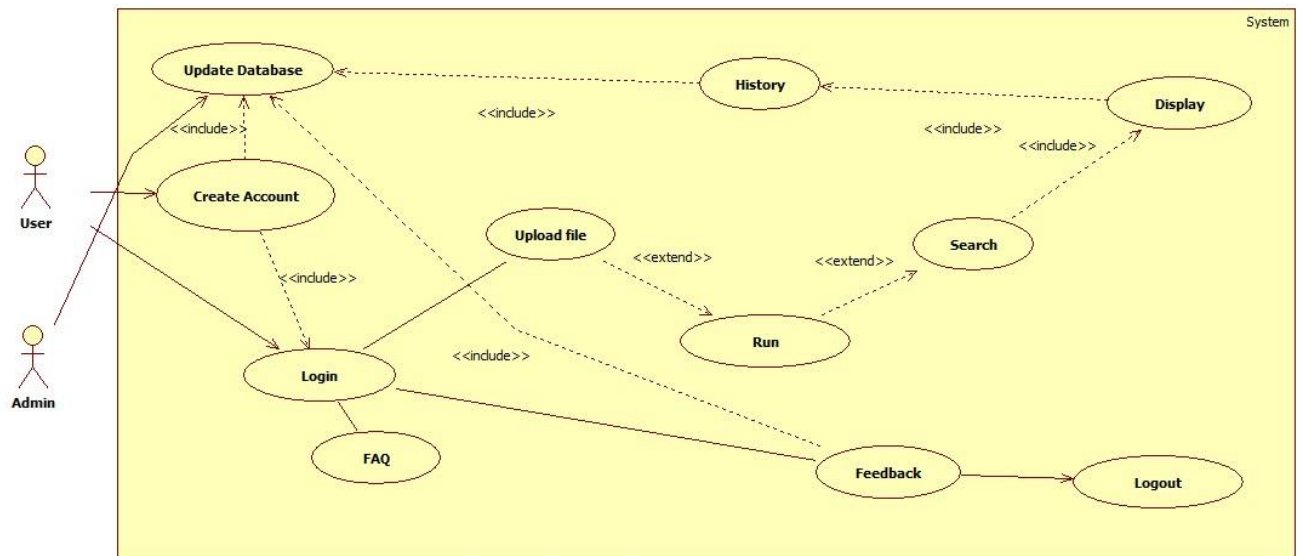 System
Update Database
History
Display
<<include>>
<<include>>
<<include>>
<<include>>
User
Create Account
Upload file
Search
<<extend>>
<<extend>>
<<include>>
Run
<<include>>
Login
Admin
FAQ
Feedback
Logout